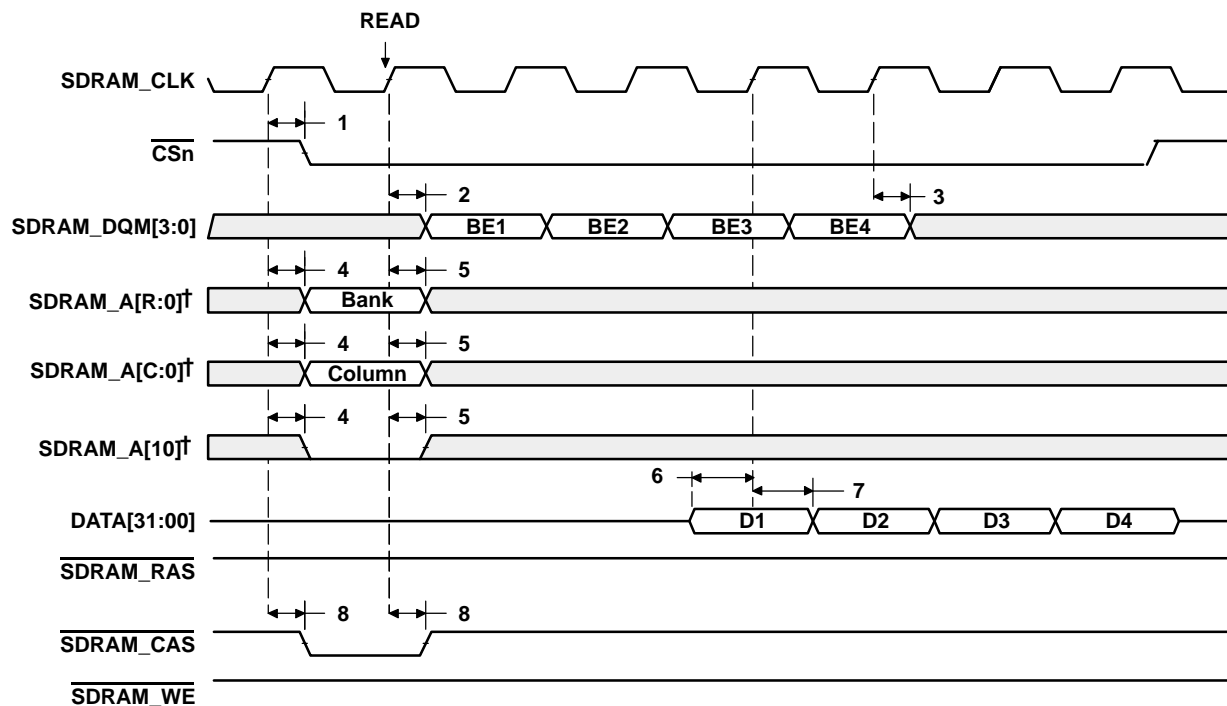 READ
SDRAM_CLK
1
CSn
2
3
SDRAM_DQM[3:0]
BE1 BE2 BE3 BE4
4 5
SDRAM_A[R:0]†
Bank
4 5
SDRAM_A[C:0]†
Column
4 5
SDRAM_A[10]†
6
7
DATA[31:00]
D1 D2 D3 D4
SDRAM_RAS
8 8
SDRAM_CAS
SDRAM_WE